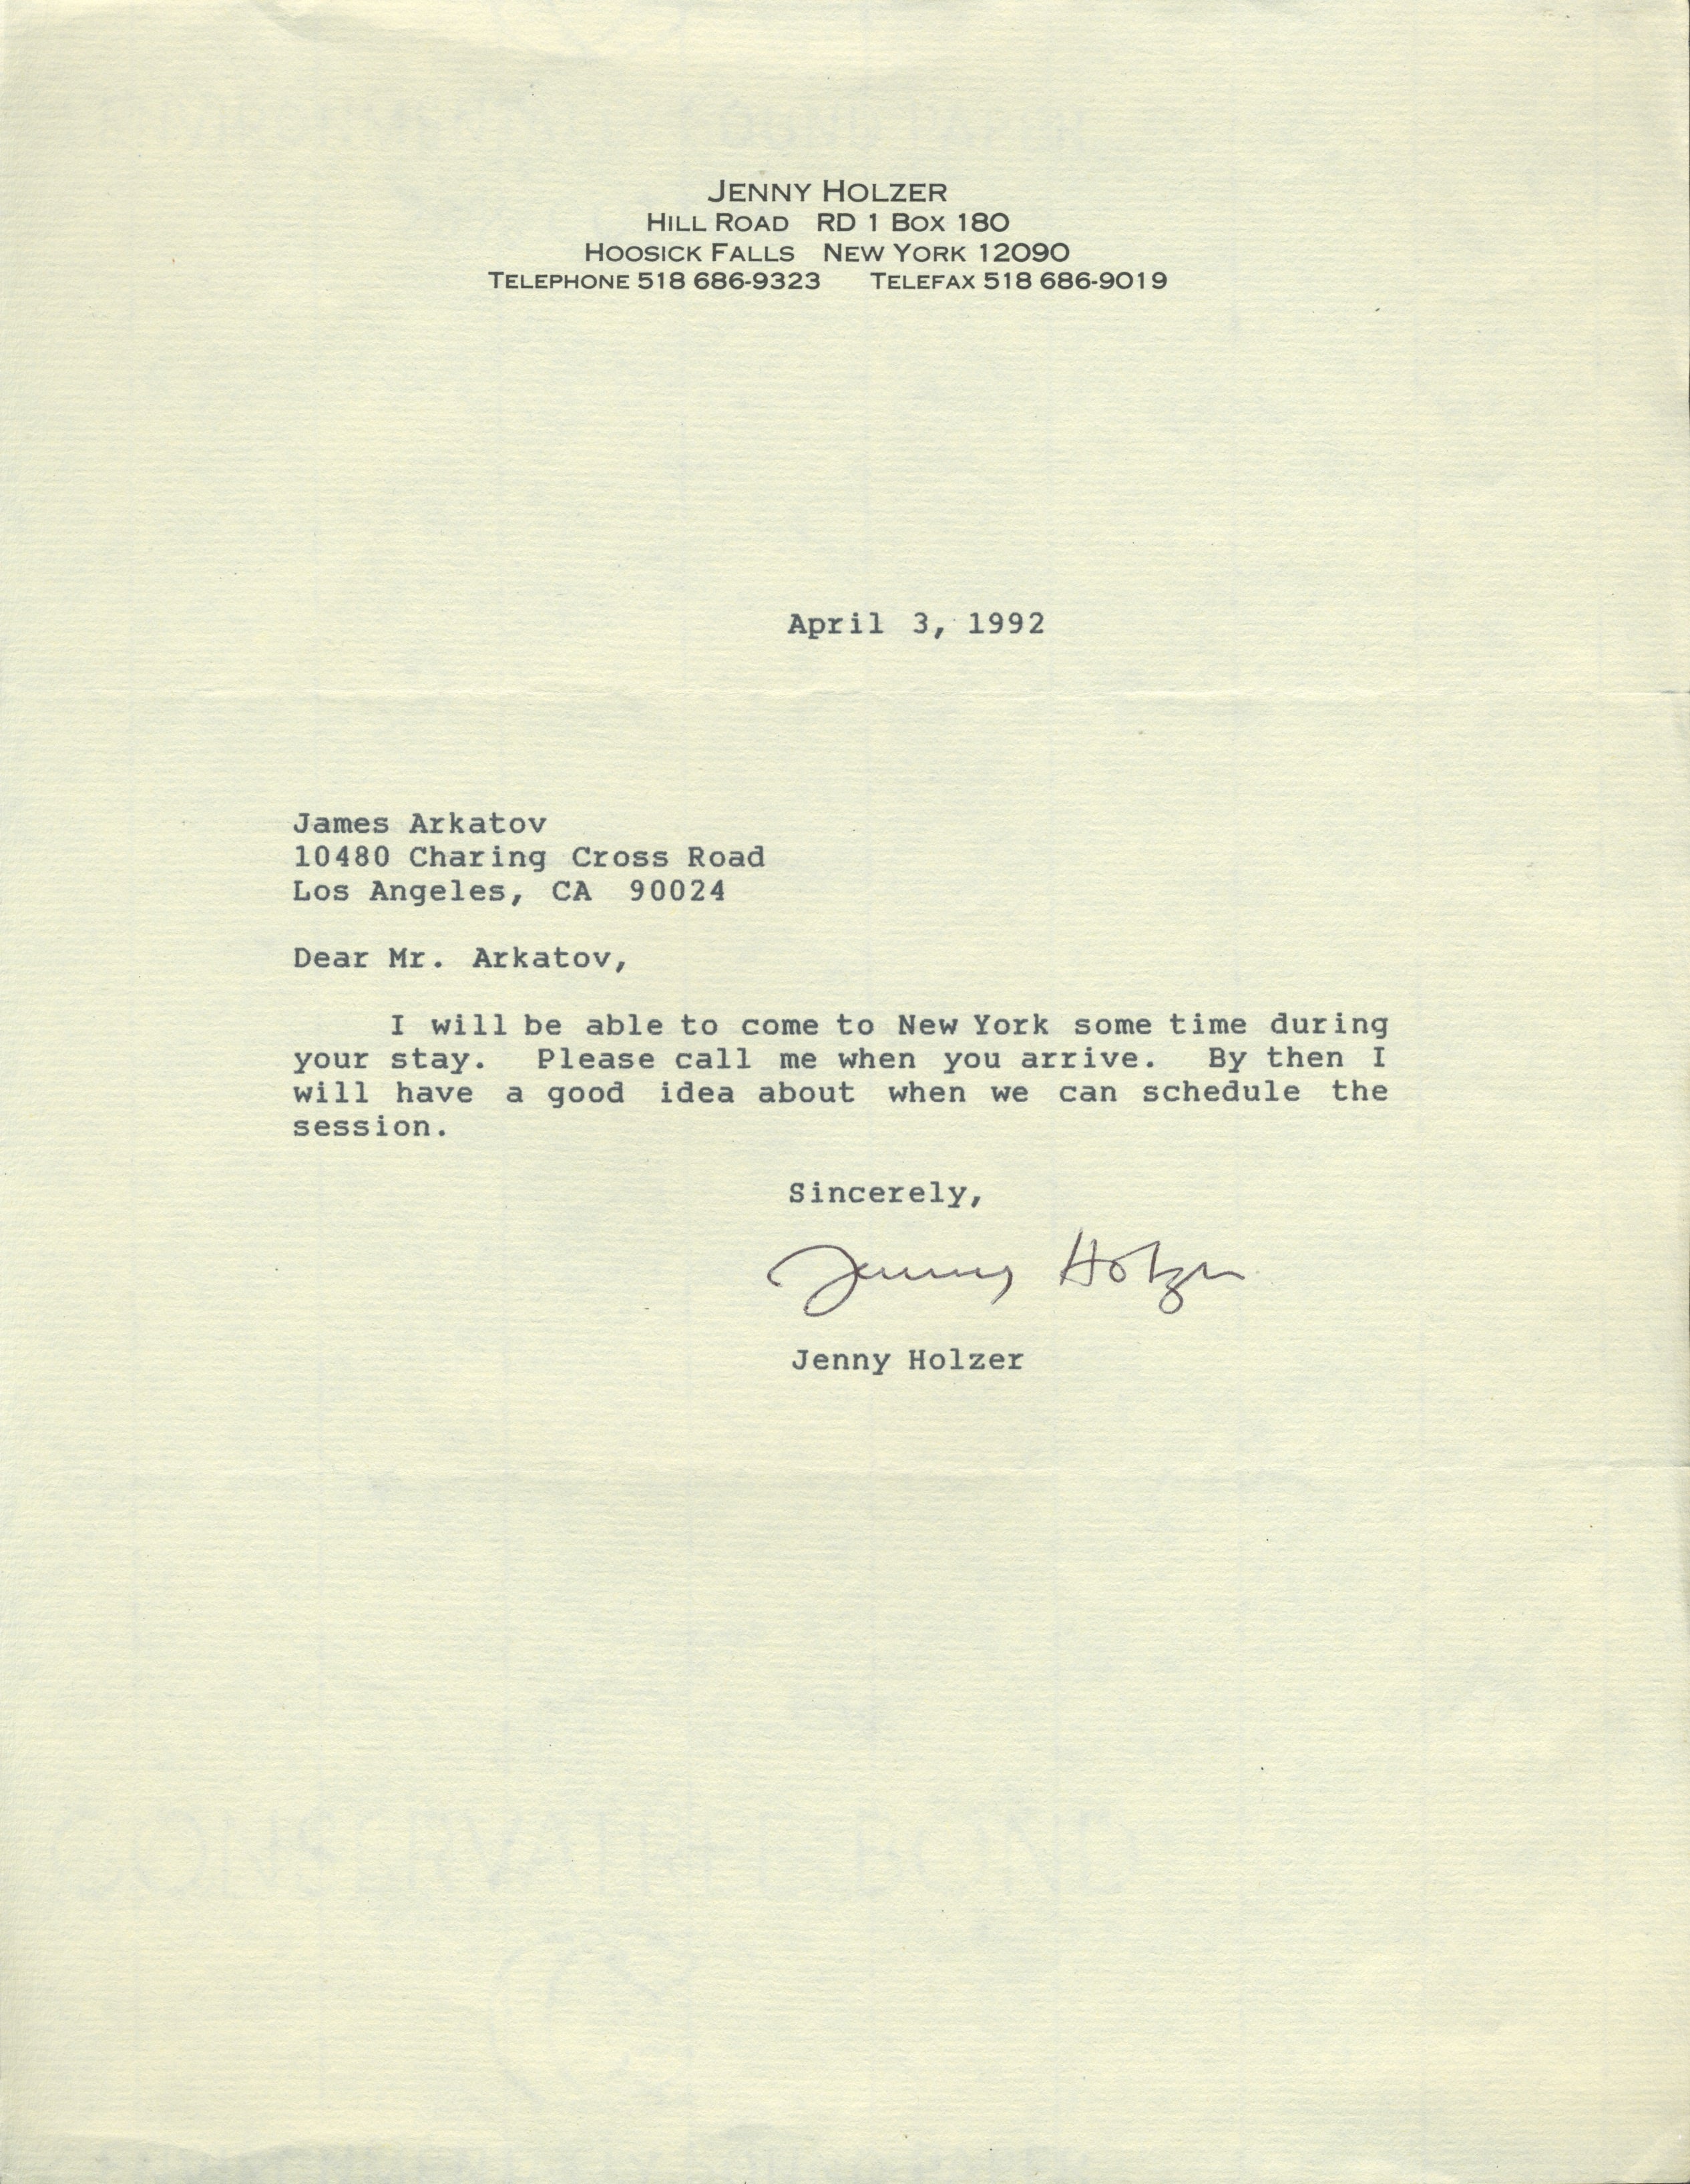 JENNY HOLZER
HILL ROAD RD 1 BOX 180
HOOSICK FALLS NEW YORK 12090
TELEPHONE 518 686-9323 TELEFAX 518 686-9019
April 3, 1992
James Arkatov
10480 Charing Cross Road
Los Angeles, CA 90024
Dear Mr. Arkatov,
I will be able to come to New York some time during
your stay. Please call me when you arrive. By then I
will have a good idea about when we can schedule the
session.
Sincerely,
Jenny Holzer
Jenny Holzer